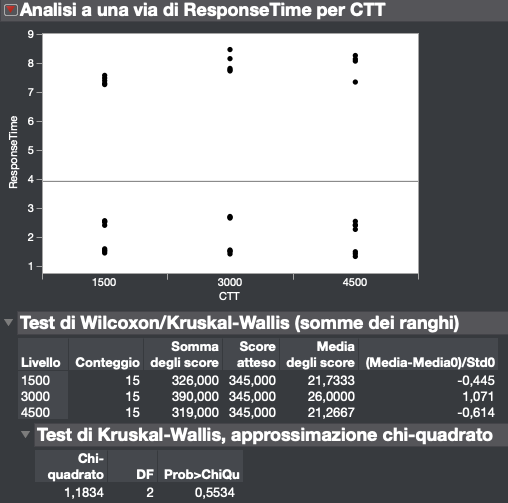 Analisi a una via di ResponseTime per CTT
9
8
7
6
5
4
3
2
1
ResponseTime
1500 3000 4500
CTT
Test di Wilcoxon/Kruskal-Wallis (somme dei ranghi)
Somma Score Media
Livello Conteggio degli score atteso degli score (Media-Media0)/Std0
1500 15 326,000 345,000 21,7333 -0,445
3000 15 390,000 345,000 26,0000 1,071
4500 15 319,000 345,000 21,2667 -0,614
Test di Kruskal-Wallis, approssimazione chi-quadrato
Chi-
quadrato DF Prob>ChiQu
1,1834 2 0,5534